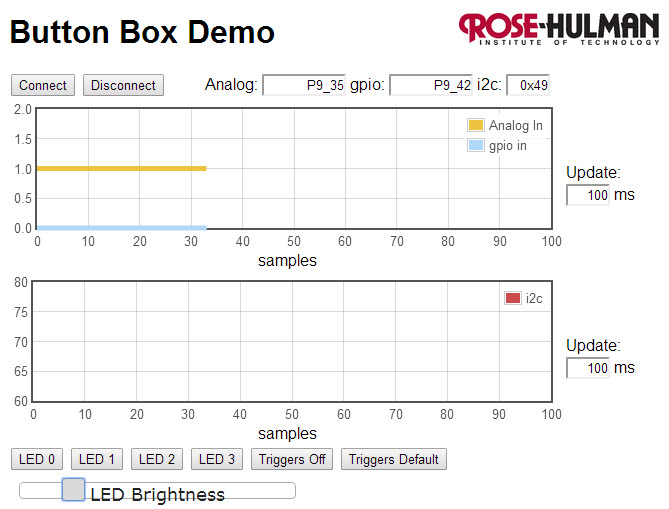 Button Box Demo
ROSE-HULMAN
INSTITUTE OF TECHNOLOGY
Connect Disconnect Analog: P9_35 gpio: P9_42 i2c: 0x49
2.0
1.5
1.0
0.5
0.0
Analog In
gpio in
0 10 20 30 40 50 60 70 80 90 100
samples
Update:
100 ms
80
75
70
65
60
i2c
0 10 20 30 40 50 60 70 80 90 100
samples
Update:
100 ms
LED 0 LED 1 LED 2 LED 3 Triggers Off Triggers Default
LED Brightness